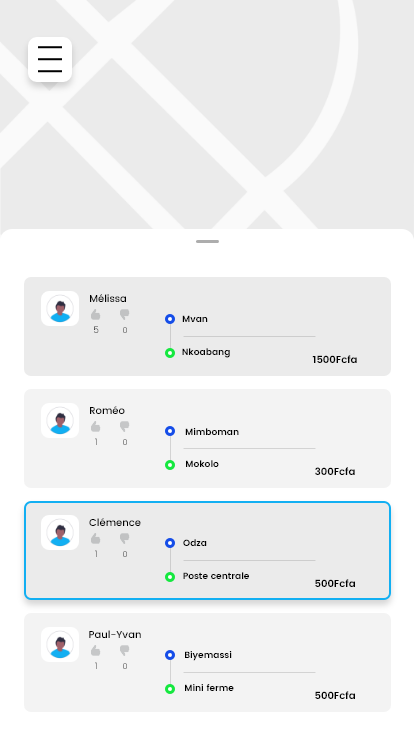 Mélissa
5 0
Mvan
Nkoabang
1500Fcfa
Roméo
1 0
Mimboman
Mokolo
300Fcfa
Clémence
1 0
Odza
Poste centrale
500Fcfa
Paul-Yvan
1 0
Biyemassi
Mini ferme
500Fcfa